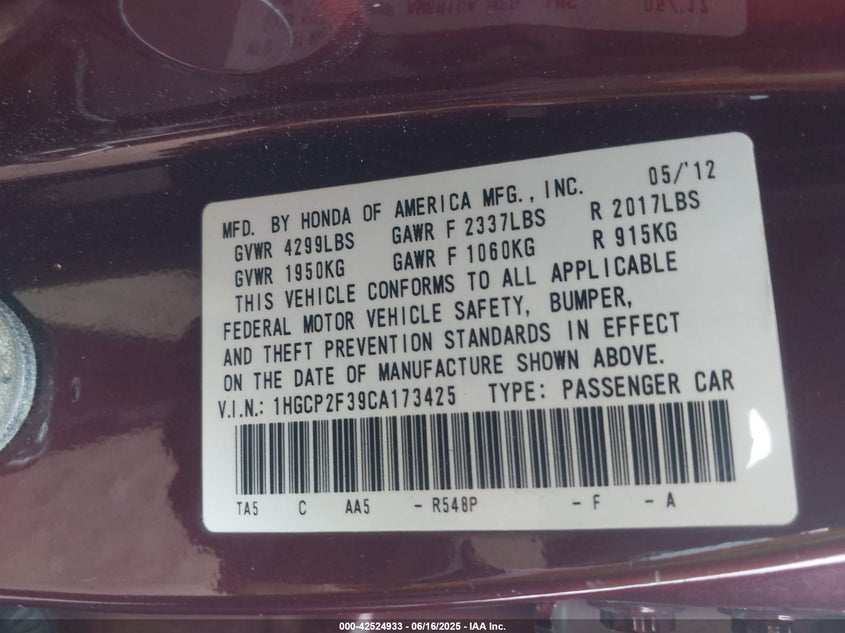 MFD. BY HONDA OF AMERICA MFG., INC. 05/'12
GVWR 4299LBS GAWR F 2337LBS R 2017LBS
GVWR 1950KG GAWR F 1060KG R 915KG
THIS VEHICLE CONFORMS TO ALL APPLICABLE
FEDERAL MOTOR VEHICLE SAFETY, BUMPER,
AND THEFT PREVENTION STANDARDS IN EFFECT
ON THE DATE OF MANUFACTURE SHOWN ABOVE.
V.I.N.: 1HGCP2F39CA173425 TYPE: PASSENGER CAR
TA5 C AA5 - R548P - F - A
000-42524933 - 06/16/2025 - IAA Inc.